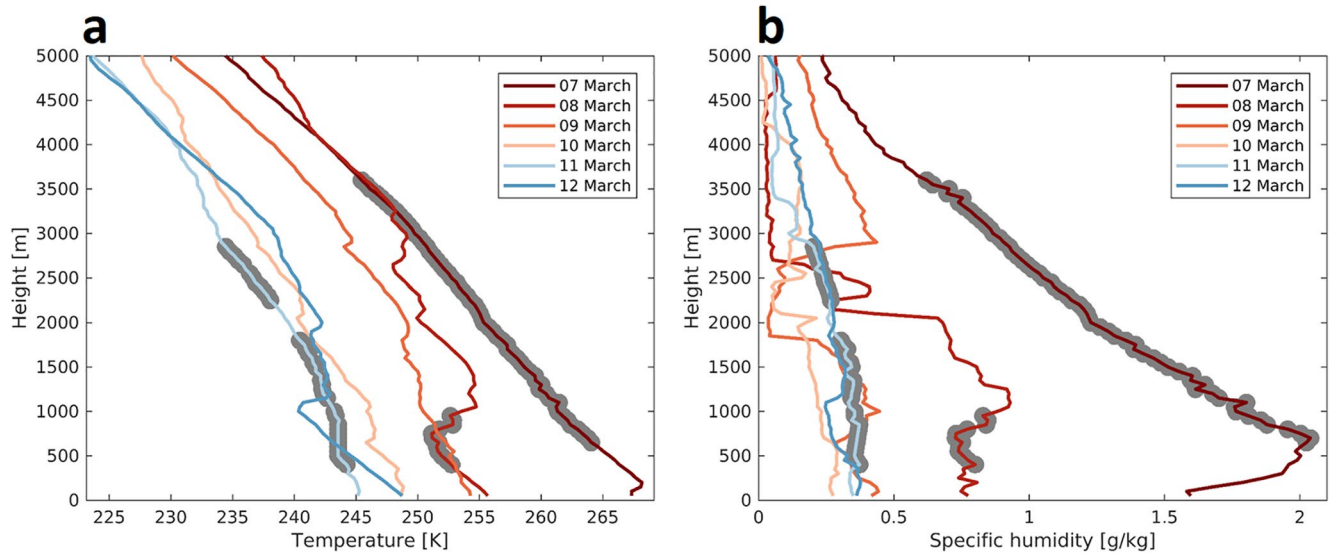 a
5000
4500
4000
3500
3000
2500
2000
1500
1000
500
0
Height [m]
225 230 235 240 245 250 255 260 265
Temperature [K]
07 March
08 March
09 March
10 March
11 March
12 March
b
5000
4500
4000
3500
3000
2500
2000
1500
1000
500
0
Height [m]
0 0.5 1 1.5 2
Specific humidity [g/kg]
07 March
08 March
09 March
10 March
11 March
12 March